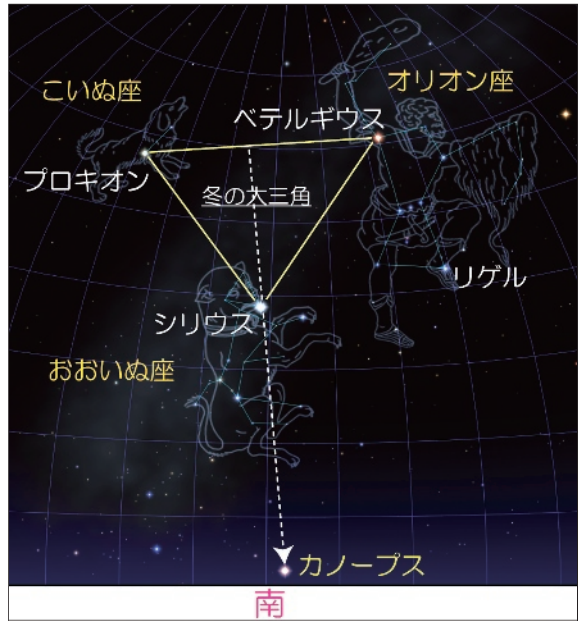 こいぬ座
オリオン座
ベテルギウス
プロキオン
冬の大三角
リゲル
シリウス
おおいぬ座
カノープス
南